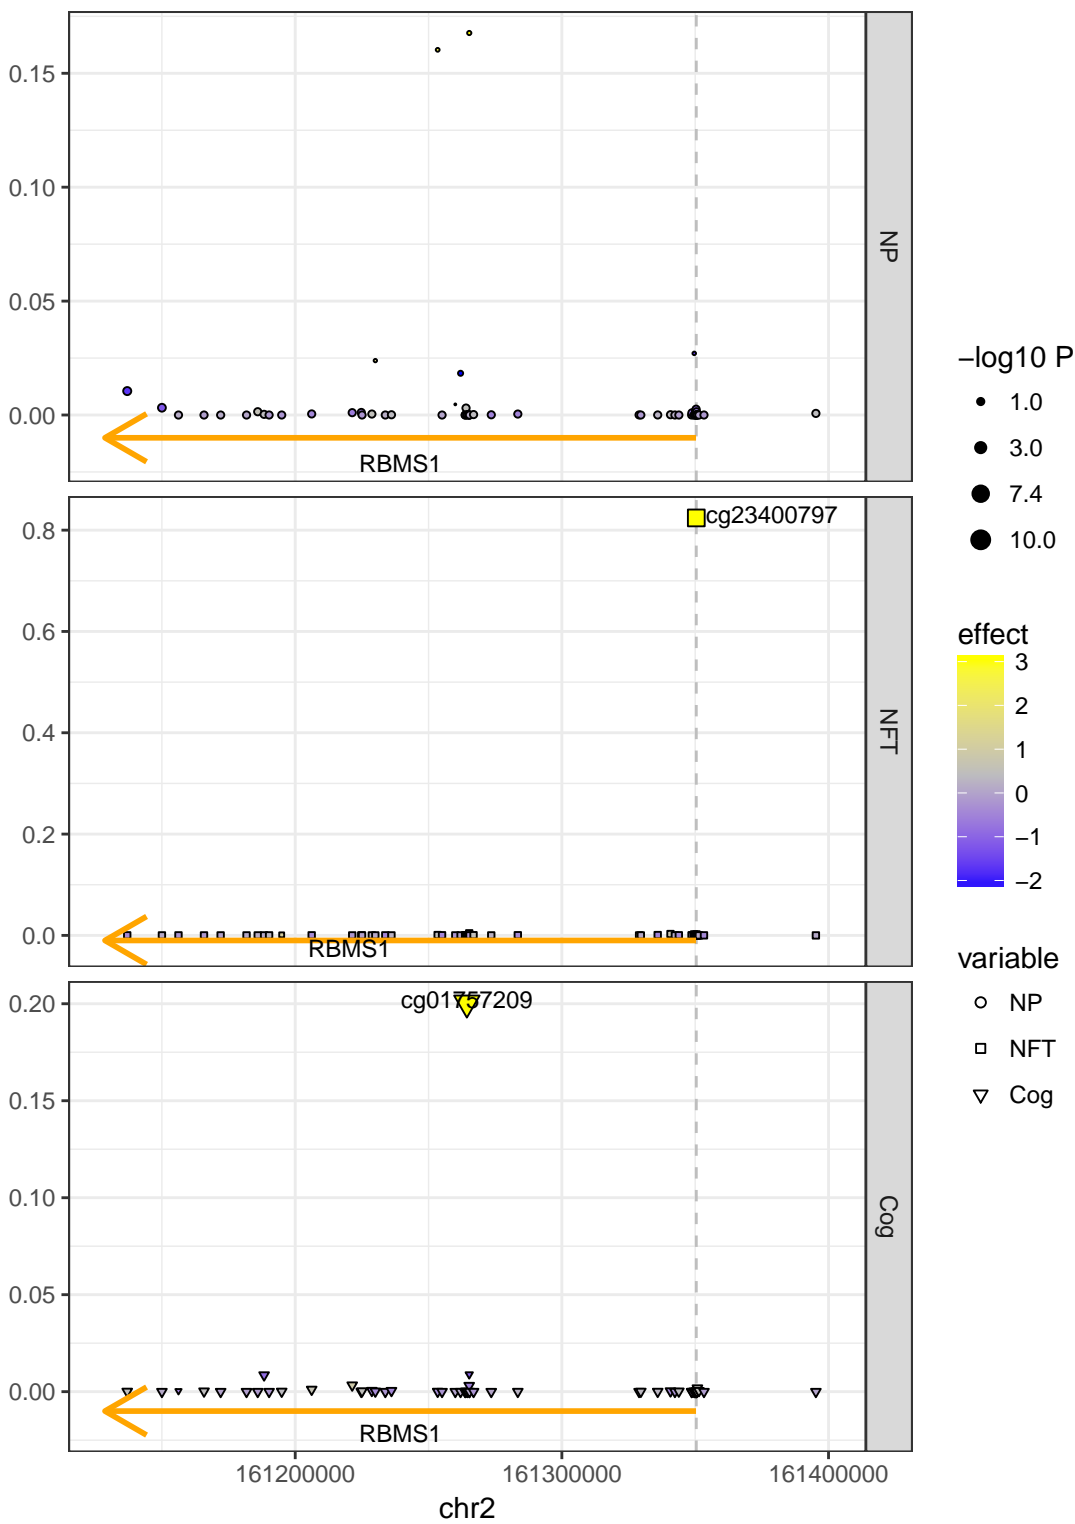 0.15
0.10
0.05
0.00
RBMS1
NP
0.8
0.6
0.4
0.2
0.0
cg23400797
RBMS1
NFT
0.20
0.15
0.10
0.05
0.00
cg01757209
RBMS1
Cog
161200000
161300000
161400000
chr2
−log10 P
1.0
3.0
7.4
10.0
effect
3
2
1
0
−1
−2
variable
NP
NFT
Cog